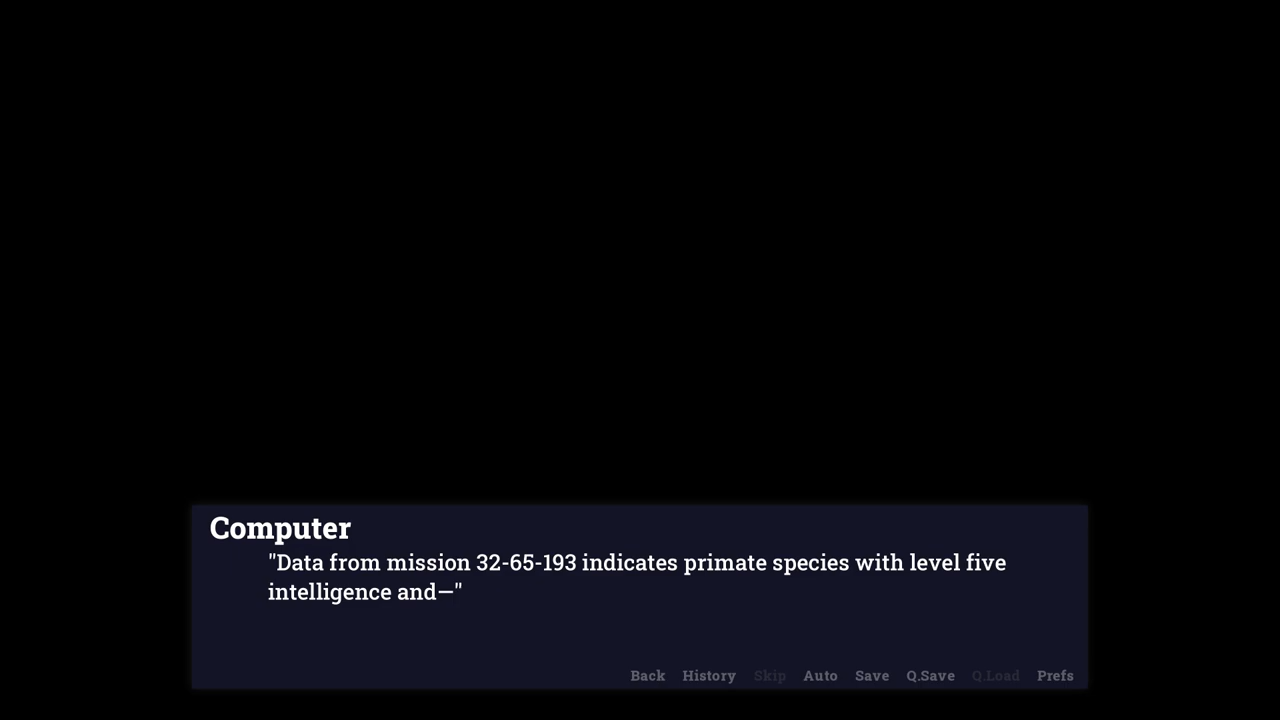 Computer
"Data from mission 32-65-193 indicates primate species with level five
intelligence and—"
Back History Skip Auto Save Q.Save Q.Load Prefs